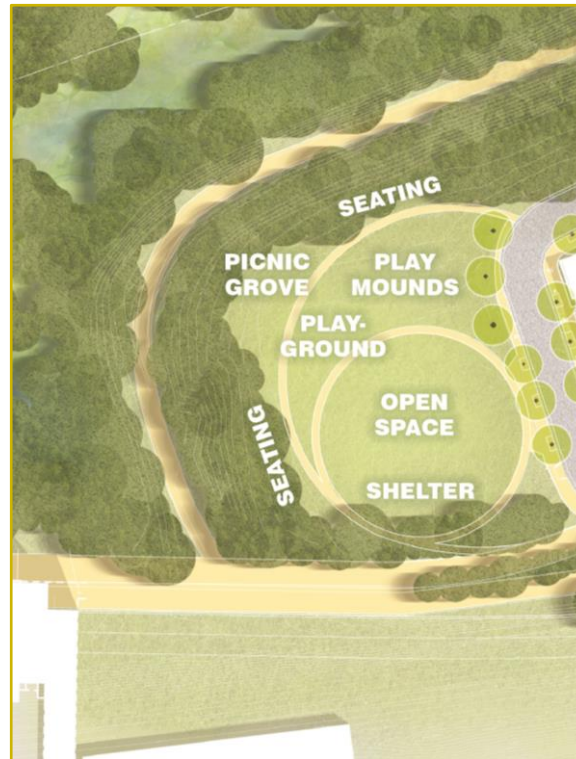 SEATING
PICNIC
GROVE
PLAY
MOUNDS
PLAY-
GROUND
OPEN
SPACE
SEATING
SHELTER